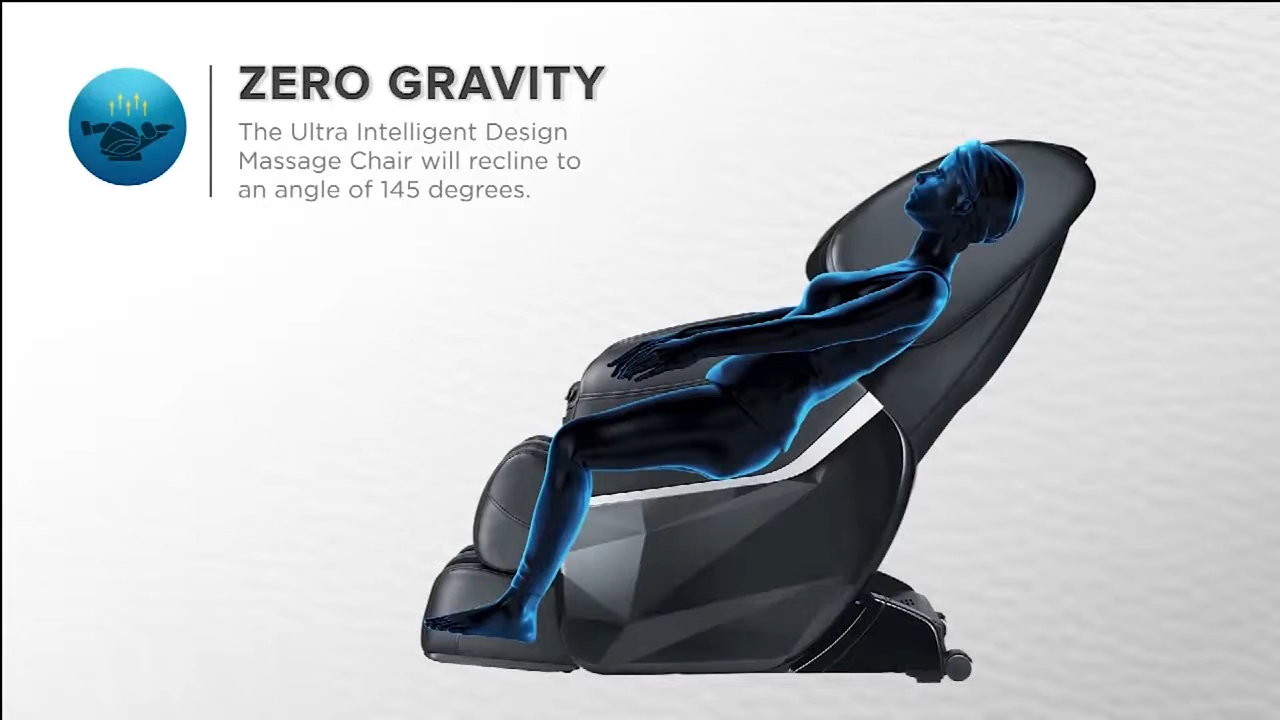 ZERO GRAVITY
The Ultra Intelligent Design
Massage Chair will recline to
an angle of 145 degrees.